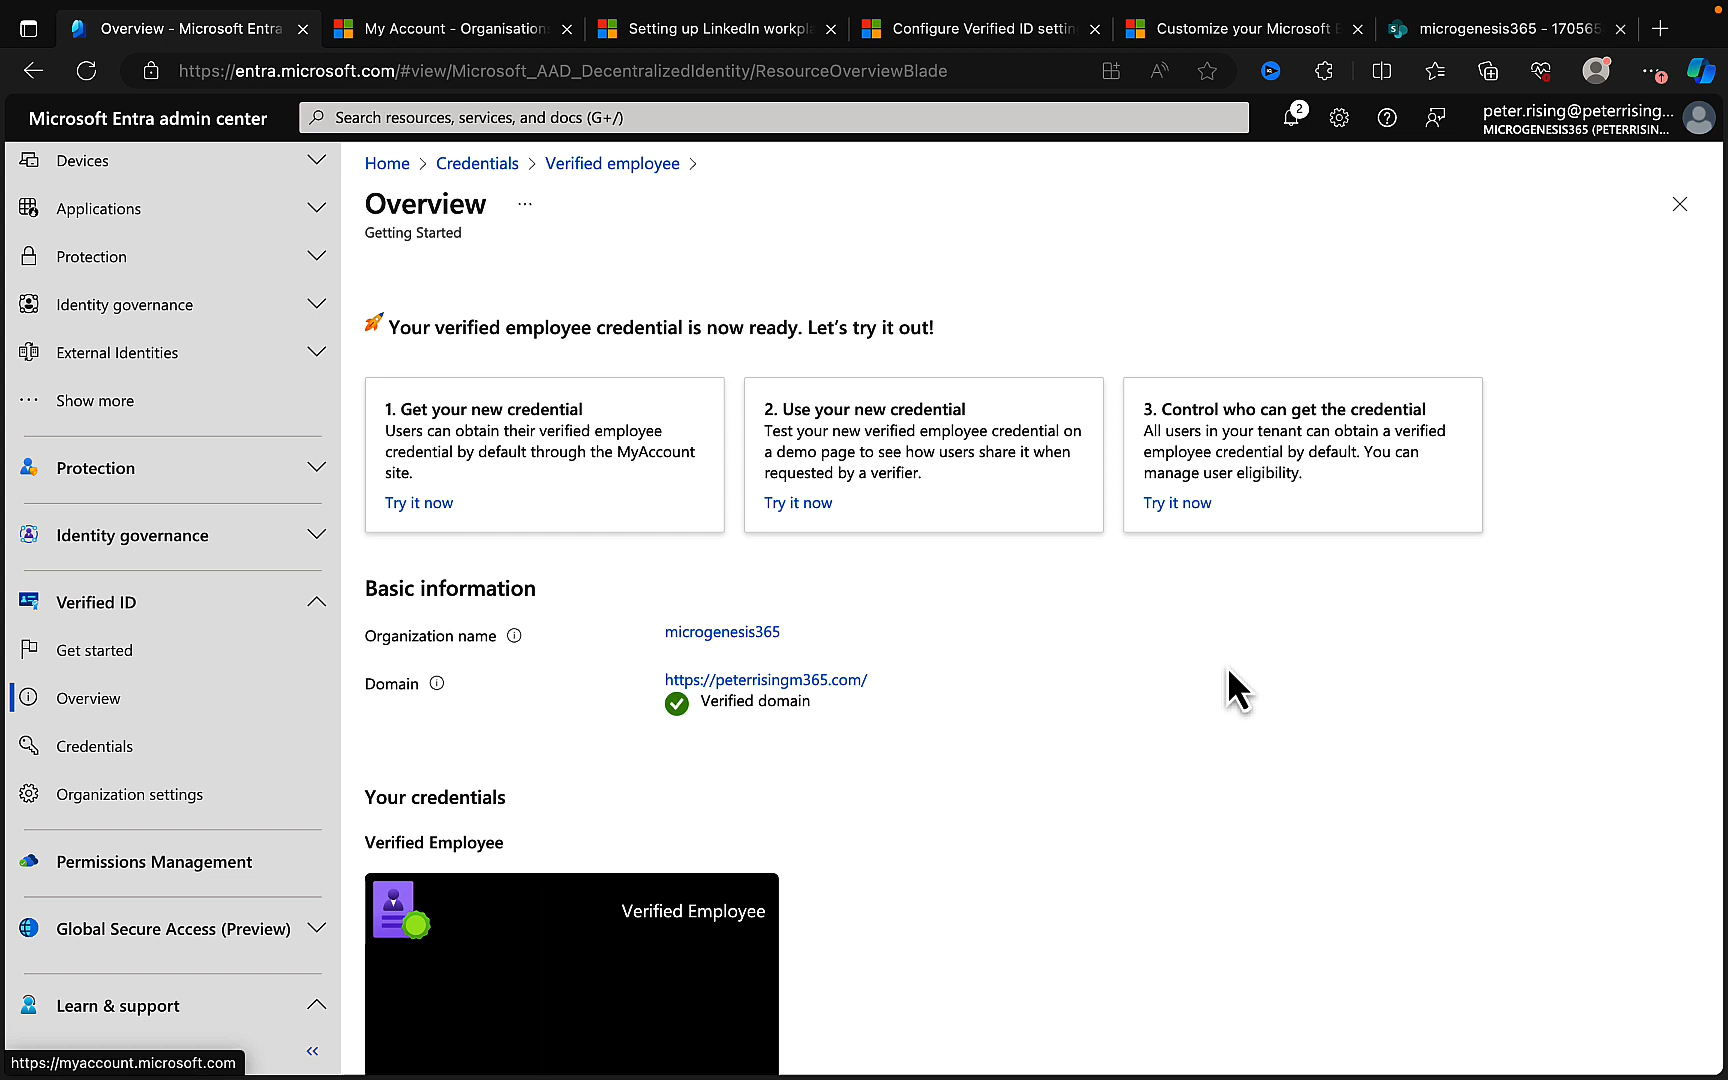 Overview - Microsoft Entra
My Account - Organisation
Setting up LinkedIn workpl
Configure Verified ID settin
Customize your Microsoft E
microgenesis365 - 170565
https://entra.microsoft.com/#view/Microsoft_AAD_DecentralizedIdentity/ResourceOverviewBlade
Microsoft Entra admin center
Search resources, services, and docs (G+/)
2
peter.rising@peterrising...
MICROGENESIS365 (PETERRISIN...
Devices
Applications
Protection
Identity governance
External Identities
Show more
Protection
Identity governance
Verified ID
Get started
Overview
Credentials
Organization settings
Permissions Management
Global Secure Access (Preview)
Learn & support
https://myaccount.microsoft.com
Home > Credentials > Verified employee >
Overview ...
Getting Started
Your verified employee credential is now ready. Let's try it out!
1. Get your new credential
Users can obtain their verified employee
credential by default through the MyAccount
site.
Try it now
2. Use your new credential
Test your new verified employee credential on
a demo page to see how users share it when
requested by a verifier.
Try it now
3. Control who can get the credential
All users in your tenant can obtain a verified
employee credential by default. You can
manage user eligibility.
Try it now
Basic information
Organization name
microgenesis365
Domain
https://peterrisingm365.com/
Verified domain
Your credentials
Verified Employee
Verified Employee